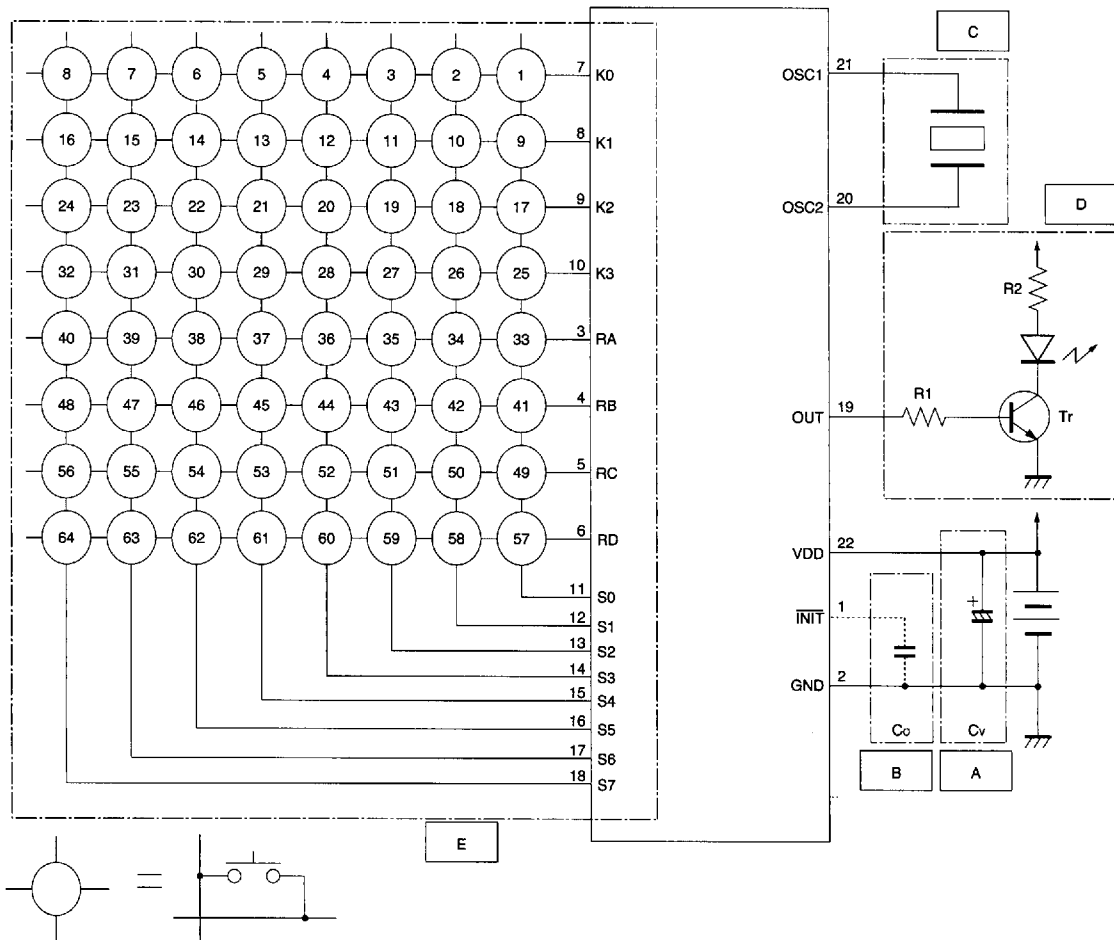 C
8 7 6 5 4 3 2 1 7 K0
OSC1 21
16 15 14 13 12 11 10 9 8 K1
24 23 22 21 20 19 18 17 9 K2
OSC2 20
D
32 31 30 29 28 27 26 25 10 K3
R2
40 39 38 37 36 35 34 33 3 RA
48 47 46 45 44 43 42 41 4 RB
OUT 19 R1 Tr
56 55 54 53 52 51 50 49 5 RC
64 63 62 61 60 59 58 57 6 RD
VDD 22
11 S0
+
12 S1
INIT 1
13 S2
14 S3
GND 2
15 S4
16 S5
Co Cv
17 S6
B A
18 S7
E
=